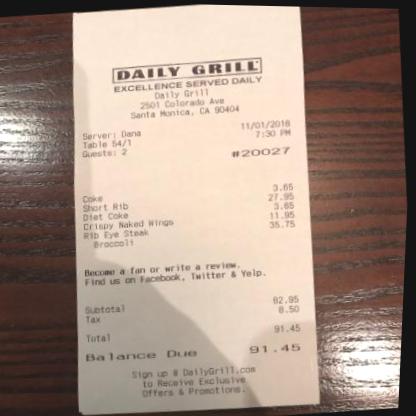 DAILY GRILL
EXCELLENCE SERVED DAILY
Daily Grill
2501 Colorado Ave
Santa Monica, CA 90404
Server: Dana 11/01/2018
Table 54/1 7:30 PM
Guests: 2 #20027
Coke 3.65
Short Rib 27.95
Diet Coke 3.65
Crispy Naked Wings 11.95
Rib Eye Steak 35.75
Broccoli
Become a fan or write a review.
Find us on Facebook, Twitter & Yelp.
Subtotal 82.95
Tax 8.50
Total 91.45
Balance Due 91.45
Sign up @ DailyGrill.com
to Receive Exclusive
Offers & Promotions.